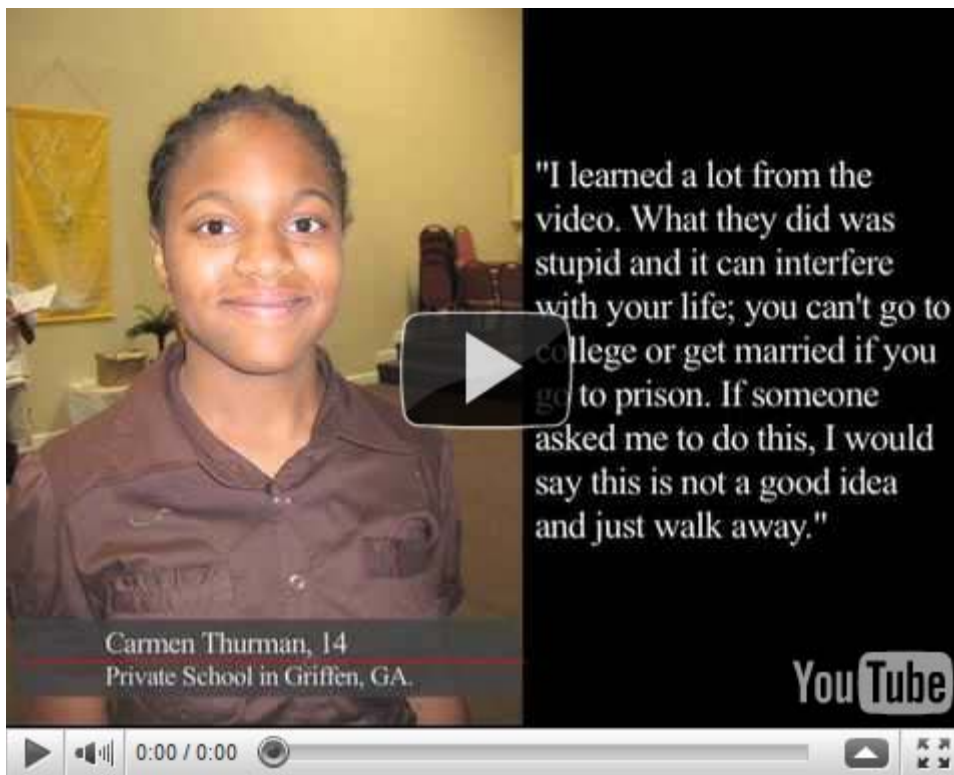 "I learned a lot from the
video. What they did was
stupid and it can interfere
with your life; you can't go to
college or get married if you
go to prison. If someone
asked me to do this, I would
say this is not a good idea
and just walk away."
Carmen Thurman, 14
Private School in Griffen, GA.
YouTube
0:00 / 0:00